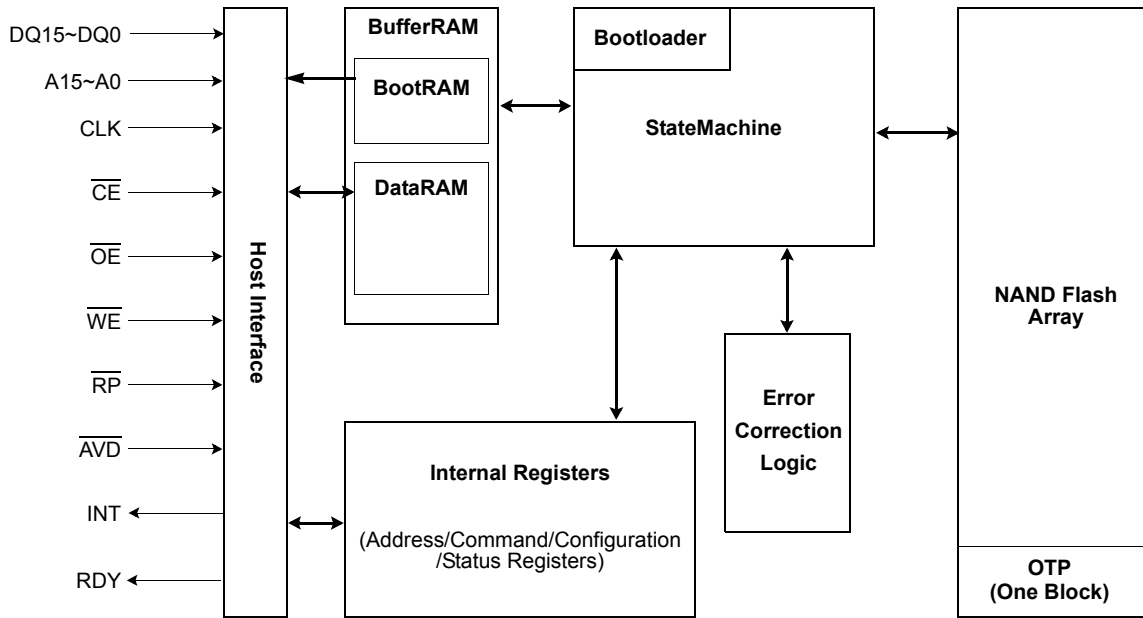 DQ15~DQ0
A15~A0
CLK
CE
OE
WE
RP
AVD
INT
RDY
Host Interface
BufferRAM
BootRAM
DataRAM
Bootloader
StateMachine
Error
Correction
Logic
Internal Registers
(Address/Command/Configuration
/Status Registers)
NAND Flash
Array
OTP
(One Block)